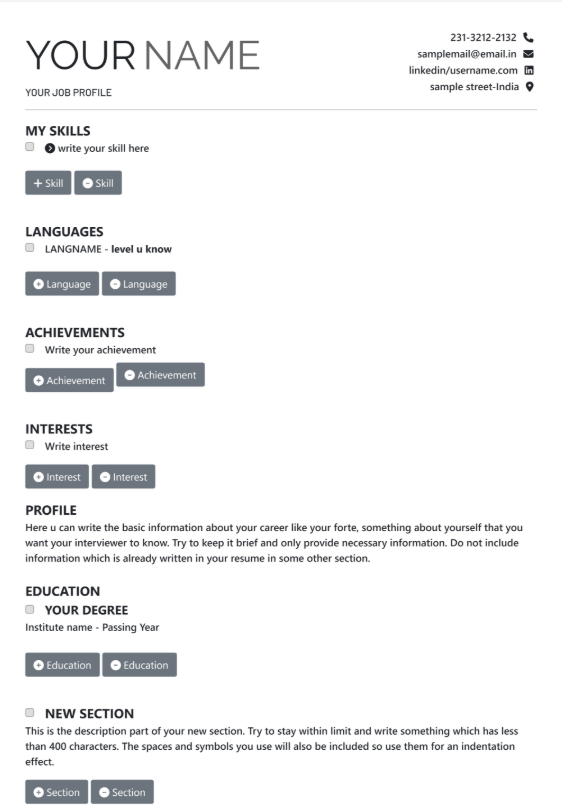 YOUR NAME
YOUR JOB PROFILE
231-3212-2132
samplemail@email.in
linkedin/username.com
sample street-India
MY SKILLS
write your skill here
+ Skill - Skill
LANGUAGES
LANGNAME - level u know
+ Language - Language
ACHIEVEMENTS
Write your achievement
+ Achievement - Achievement
INTERESTS
Write interest
+ Interest - Interest
PROFILE
Here u can write the basic information about your career like your forte, something about yourself that you
want your interviewer to know. Try to keep it brief and only provide necessary information. Do not include
information which is already written in your resume in some other section.
EDUCATION
YOUR DEGREE
Institute name - Passing Year
+ Education - Education
NEW SECTION
This is the description part of your new section. Try to stay within limit and write something which has less
than 400 characters. The spaces and symbols you use will also be included so use them for an indentation
effect.
+ Section - Section